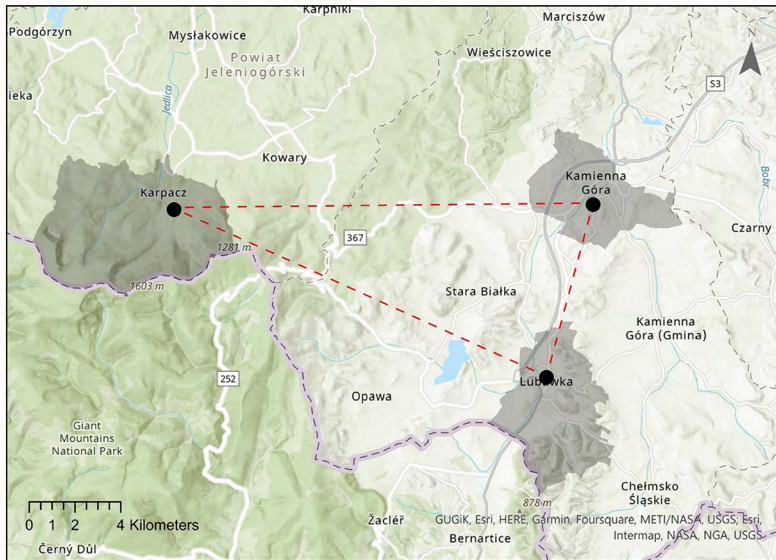 Karpniki
Marciszów
Podgórzyn
Mysłakowice
Wieściszowice
N
Powiat
Jeleniogórski
S3
ieka
Jedlica
Kowary
Bóbr
Karpacz
Kamienna
Góra
Czarny
367
1281 m
1603 m
Stara Białka
Kamienna
Góra (Gmina)
252
Lubawka
Opawa
Giant
Mountains
National Park
Chełmsko
Śląskie
878 m
0 1 2 4 Kilometers
Žacléř
GUGiK, Esri, HERE, Garmin, Foursquare, METI/NASA, USGS; Esri,
Intermap, NASA, NGA, USGS
Bernartice
Černý Důl